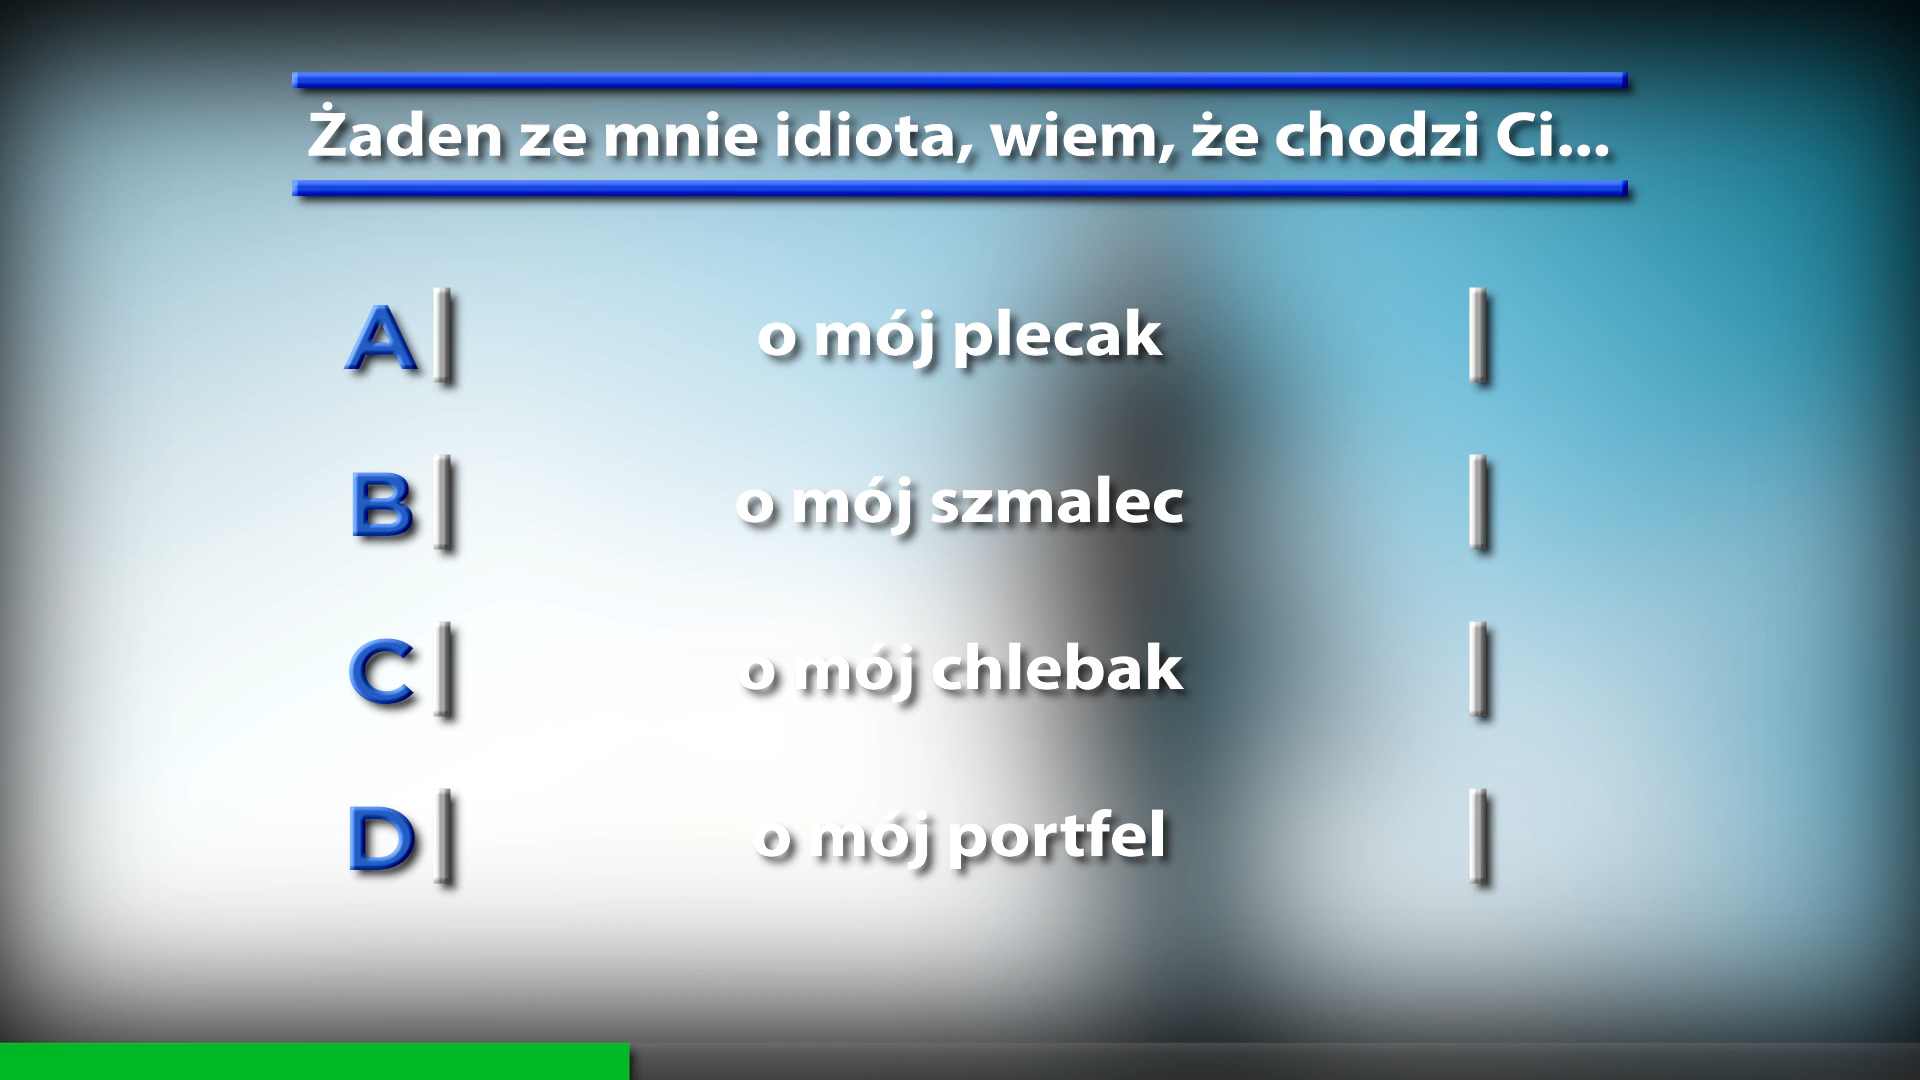 Żaden ze mnie idiota, wiem, że chodzi Ci...
A o mój plecak
B o mój szmalec
C o mój chlebak
D o mój portfel